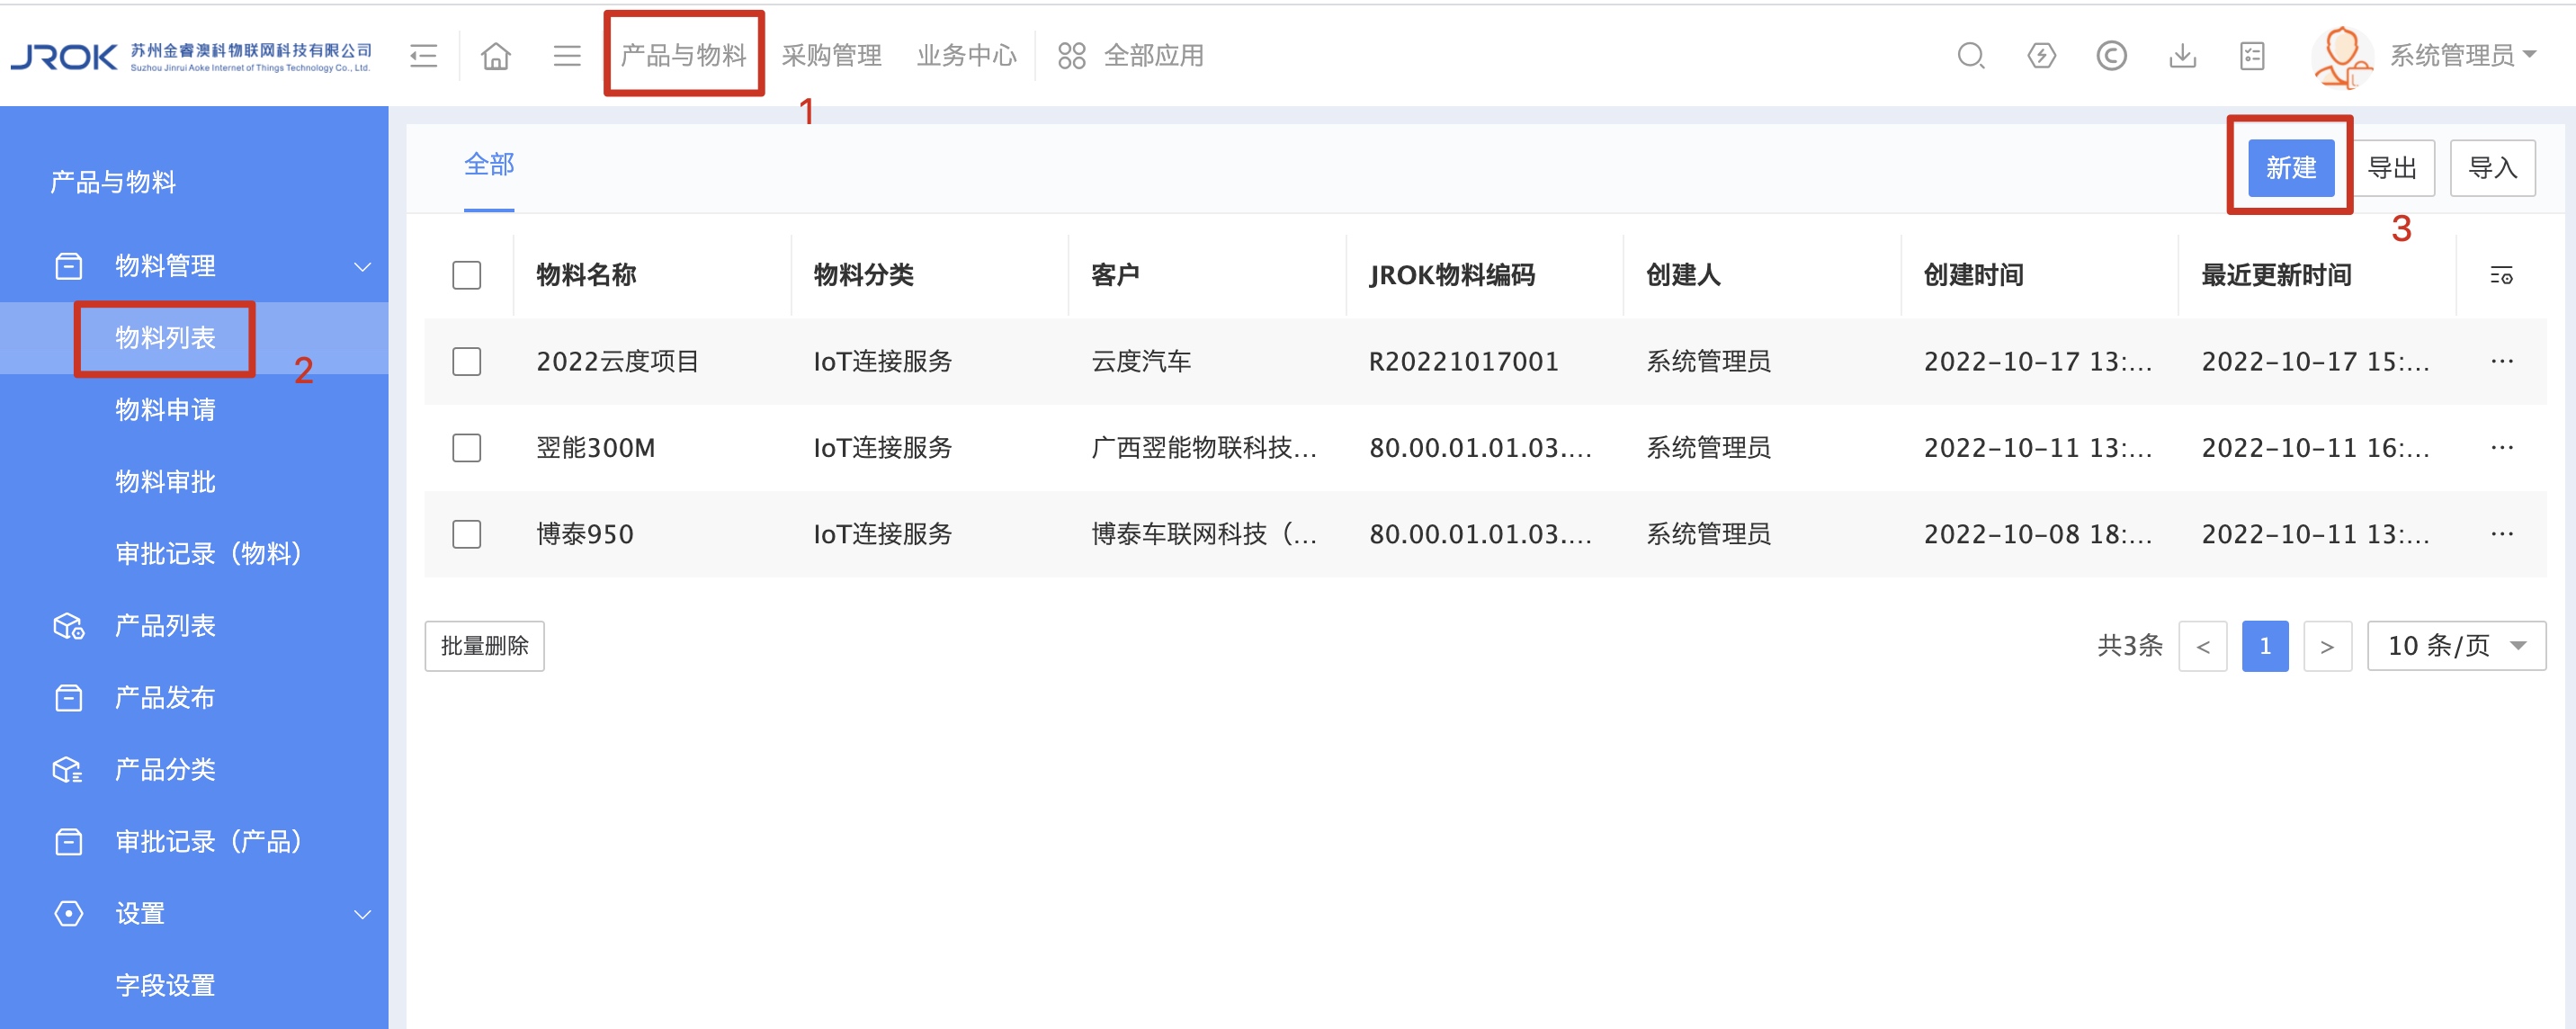 JROK 苏州金睿澳科物联网科技有限公司
Suzhou Jinrui Aoke Internet of Things Technology Co., Ltd.
产品与物料 采购管理 业务中心 全部应用 系统管理员
1
产品与物料
物料管理
物料列表
2
物料申请
物料审批
审批记录（物料）
产品列表
产品发布
产品分类
审批记录（产品）
设置
字段设置
全部 新建 导出 导入
3
物料名称 物料分类 客户 JROK物料编码 创建人 创建时间 最近更新时间
2022云度项目 IoT连接服务 云度汽车 R20221017001 系统管理员 2022-10-17 13:... 2022-10-17 15:... ...
翌能300M IoT连接服务 广西翌能物联科技... 80.00.01.01.03.... 系统管理员 2022-10-11 13:... 2022-10-11 16:... ...
博泰950 IoT连接服务 博泰车联网科技（... 80.00.01.01.03.... 系统管理员 2022-10-08 18:... 2022-10-11 13:... ...
批量删除 共3条 < 1 > 10 条/页